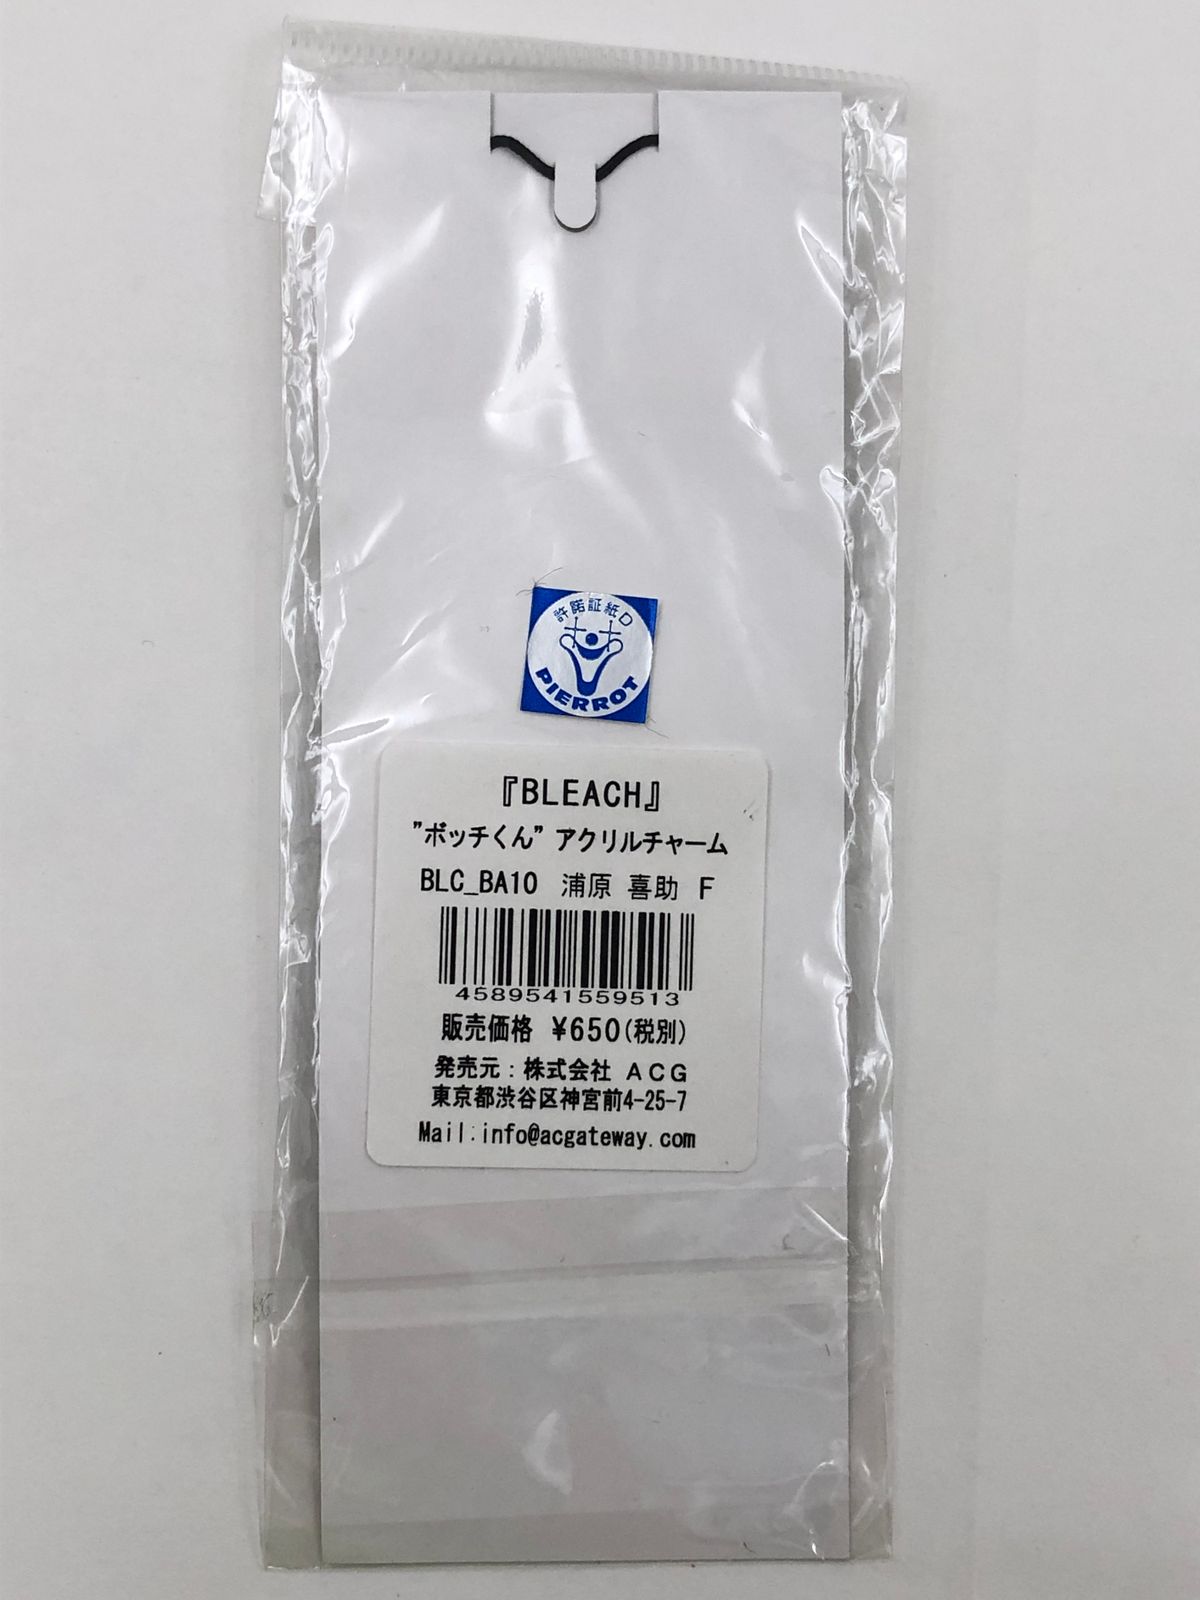 許諾証紙D
PIERROT
『BLEACH』
”ボッチくん” アクリルチャーム
BLC_BA10 浦原 喜助 F
4589541559513
販売価格 ¥650(税別)
発売元：株式会社 ACG
東京都渋谷区神宮前4-25-7
Mail:info@acgateway.com